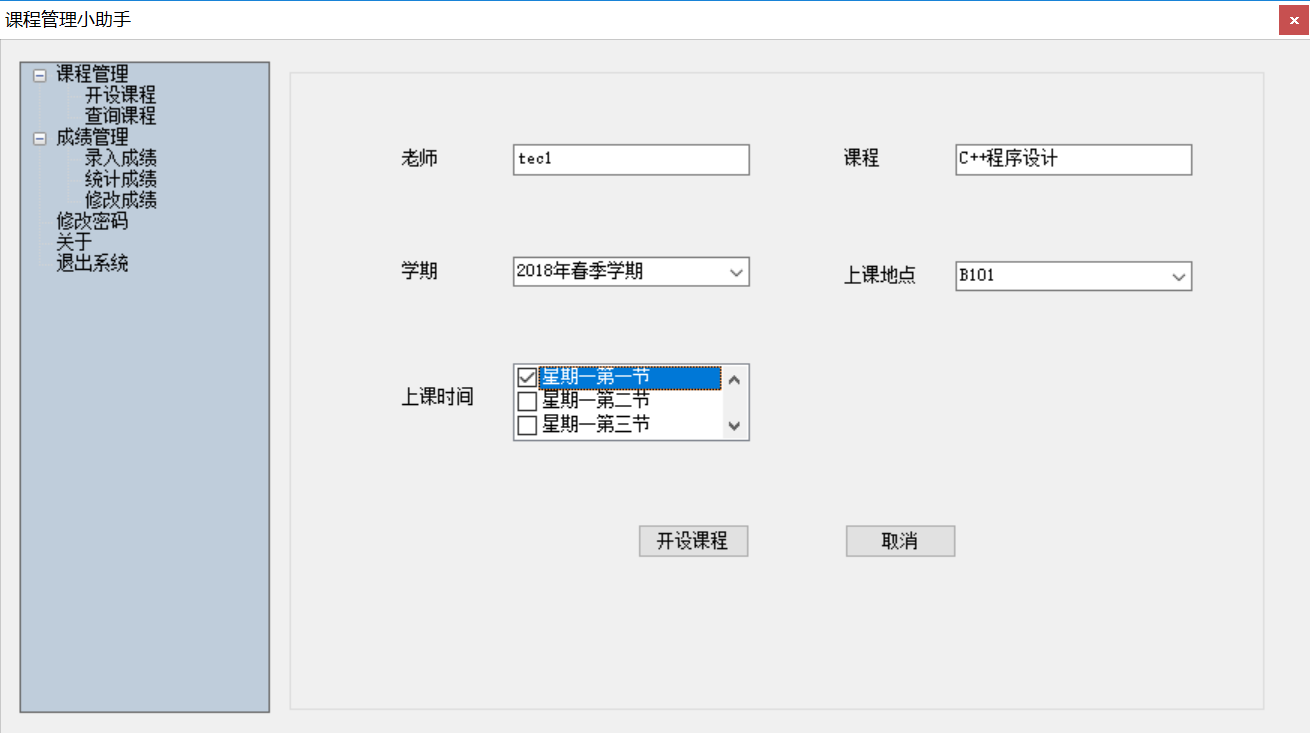 课程管理小助手
课程管理
开设课程
查询课程
成绩管理
录入成绩
统计成绩
修改成绩
修改密码
关于
退出系统
老师 tec1 课程 C++程序设计
学期 2018年春季学期 上课地点 B101
上课时间
星期一第一节
星期一第二节
星期一第三节
开设课程 取消